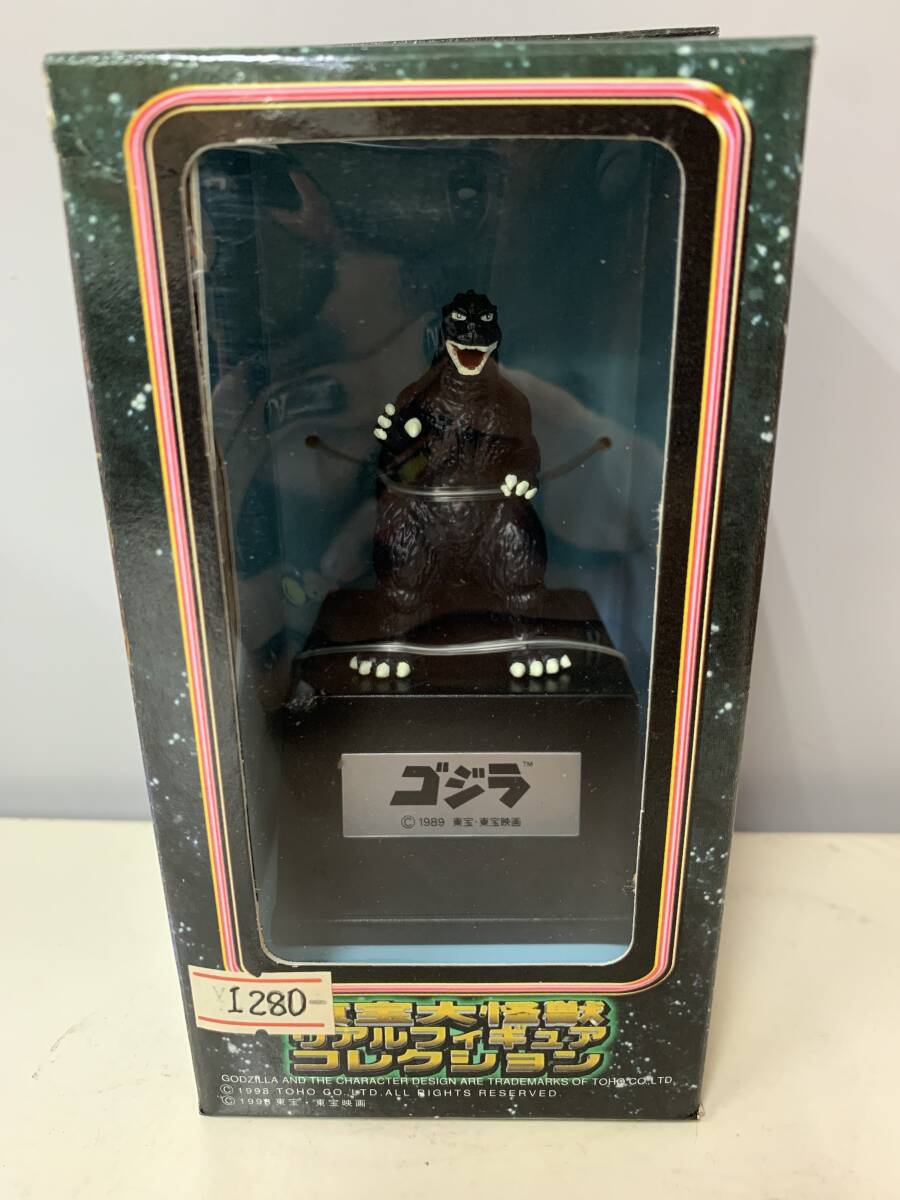 ゴジラ™
© 1989 東宝・東宝映画
¥1280-
東宝大怪獣
リアルフィギュア
コレクション
GODZILLA AND THE CHARACTER DESIGN ARE TRADEMARKS OF TOHO CO.,LTD.
© 1998 TOHO CO.,LTD. ALL RIGHTS RESERVED.
© 1998 東宝・東宝映画